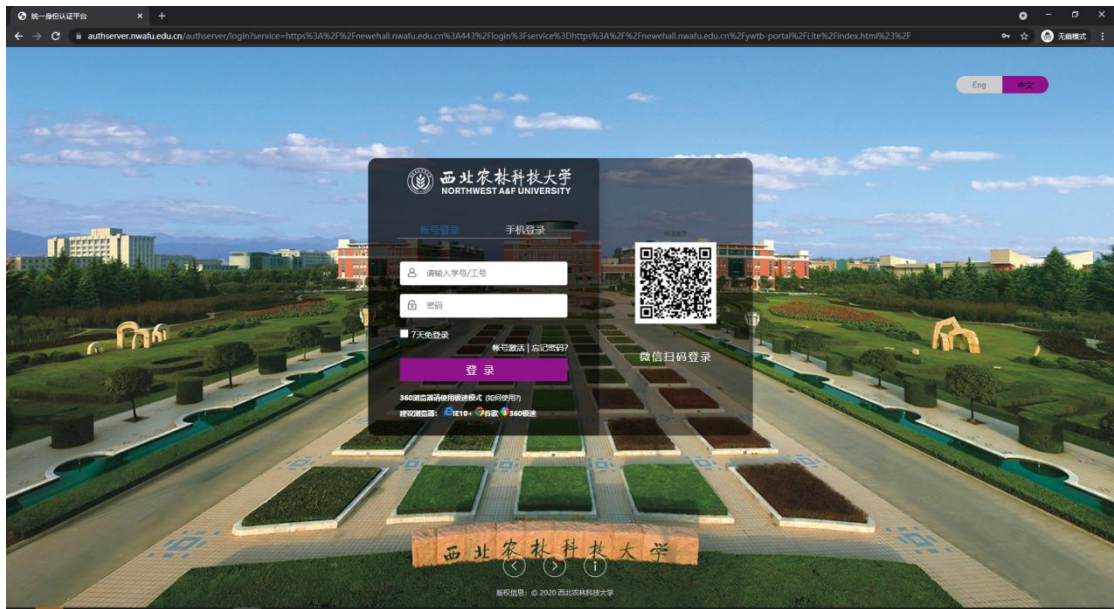 统一身份认证平台
authserver.nwafu.edu.cn/authserver/login?service=https%3A%2F%2Fnewehall.nwafu.edu.cn%3A443%2Flogin%3Fservice%3Dhttps%3A%2F%2Fnewehall.nwafu.edu.cn%2Fywtb-portal%2FLite%2Findex.html%23%2F
无痕模式
Eng 中文
西北农林科技大学
NORTHWEST A&F UNIVERSITY
帐号登录 手机登录
请输入学号/工号
密码
7天免登录
帐号激活 | 忘记密码?
登 录
360浏览器请使用极速模式 (如何使用?)
建议浏览器: IE10+ 谷歌 360极速
微信扫码登录
西北农林科技大学
版权信息: © 2020 西北农林科技大学